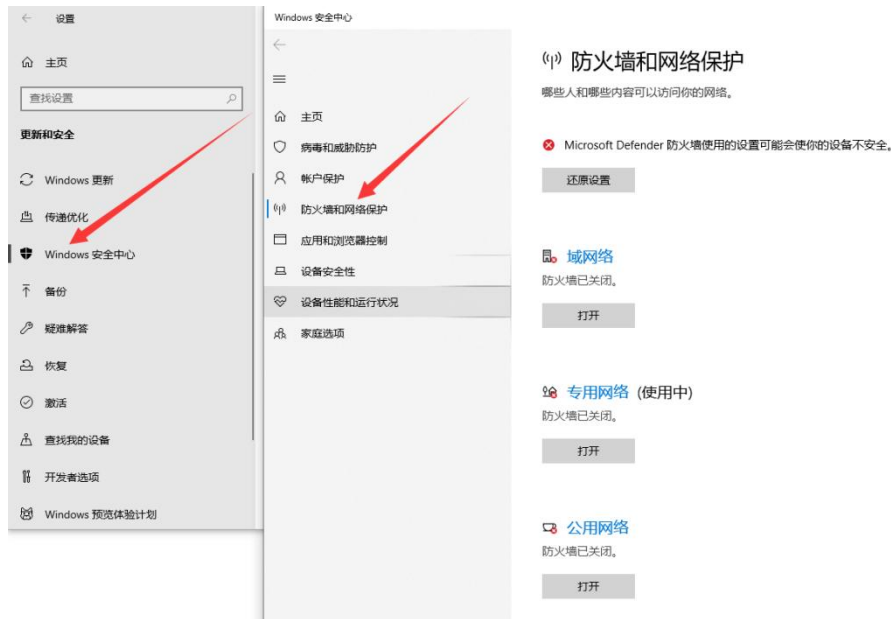 设置
主页
查找设置
更新和安全
Windows 更新
传递优化
Windows 安全中心
备份
疑难解答
恢复
激活
查找我的设备
开发者选项
Windows 预览体验计划
Windows 安全中心
主页
病毒和威胁防护
帐户保护
防火墙和网络保护
应用和浏览器控制
设备安全性
设备性能和运行状况
家庭选项
防火墙和网络保护
哪些人和哪些内容可以访问你的网络。
Microsoft Defender 防火墙使用的设置可能会使你的设备不安全。
还原设置
域网络
防火墙已关闭。
打开
专用网络 (使用中)
防火墙已关闭。
打开
公用网络
防火墙已关闭。
打开